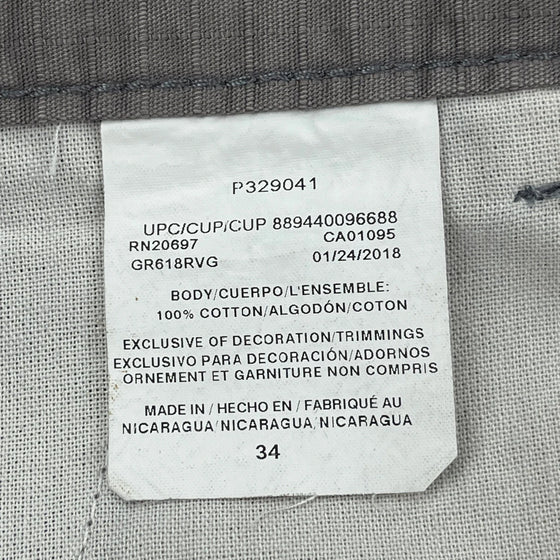 P329041
UPC/CUP/CUP 889440096688
RN20697 CA01095
GR618RVG 01/24/2018
BODY/CUERPO/L'ENSEMBLE:
100% COTTON/ALGODÓN/COTON
EXCLUSIVE OF DECORATION/TRIMMINGS
EXCLUSIVO PARA DECORACIÓN/ADORNOS
ORNEMENT ET GARNITURE NON COMPRIS
MADE IN/HECHO EN/FABRIQUÉ AU
NICARAGUA/NICARAGUA/NICARAGUA
34